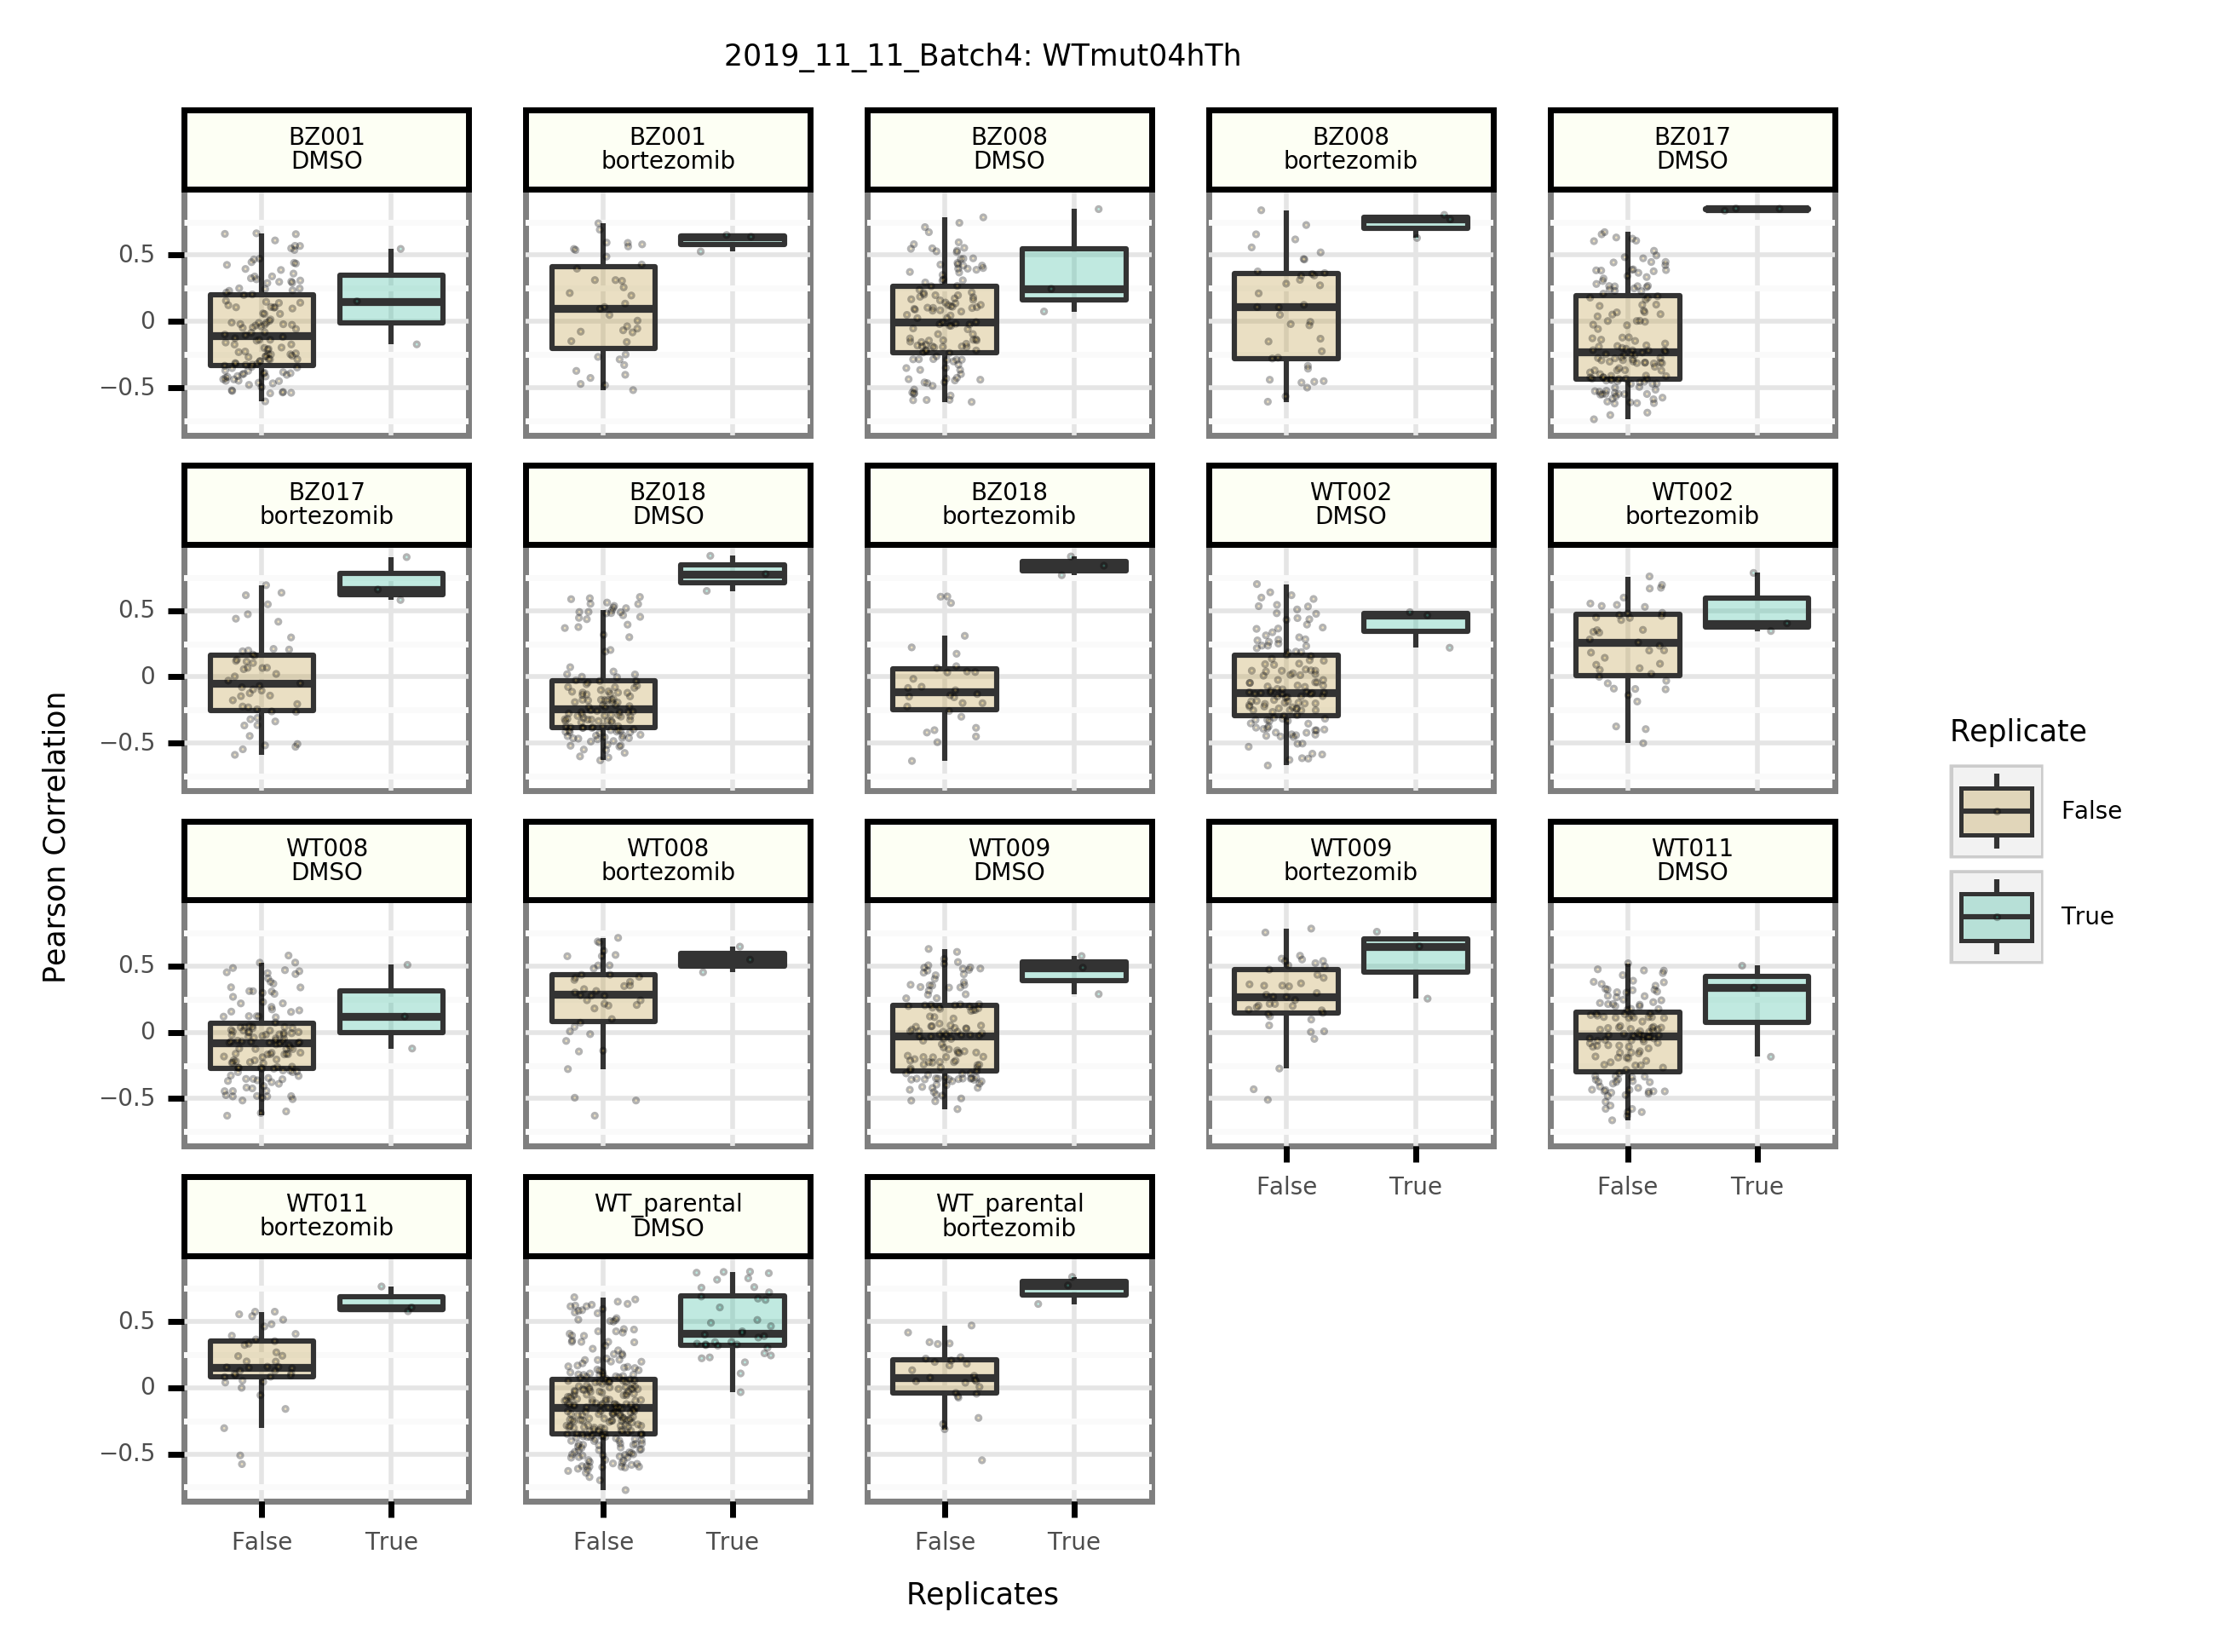 2019_11_11_Batch4: WTmut04hTh
BZ001
DMSO
BZ001
bortezomib
BZ008
DMSO
BZ008
bortezomib
BZ017
DMSO
0.5
0
−0.5
BZ017
bortezomib
BZ018
DMSO
BZ018
bortezomib
WT002
DMSO
WT002
bortezomib
0.5
0
−0.5
WT008
DMSO
WT008
bortezomib
WT009
DMSO
WT009
bortezomib
WT011
DMSO
0.5
0
−0.5
False
True
False
True
WT011
bortezomib
WT_parental
DMSO
WT_parental
bortezomib
0.5
0
−0.5
False
True
False
True
False
True
Replicates
Pearson Correlation
Replicate
False
True